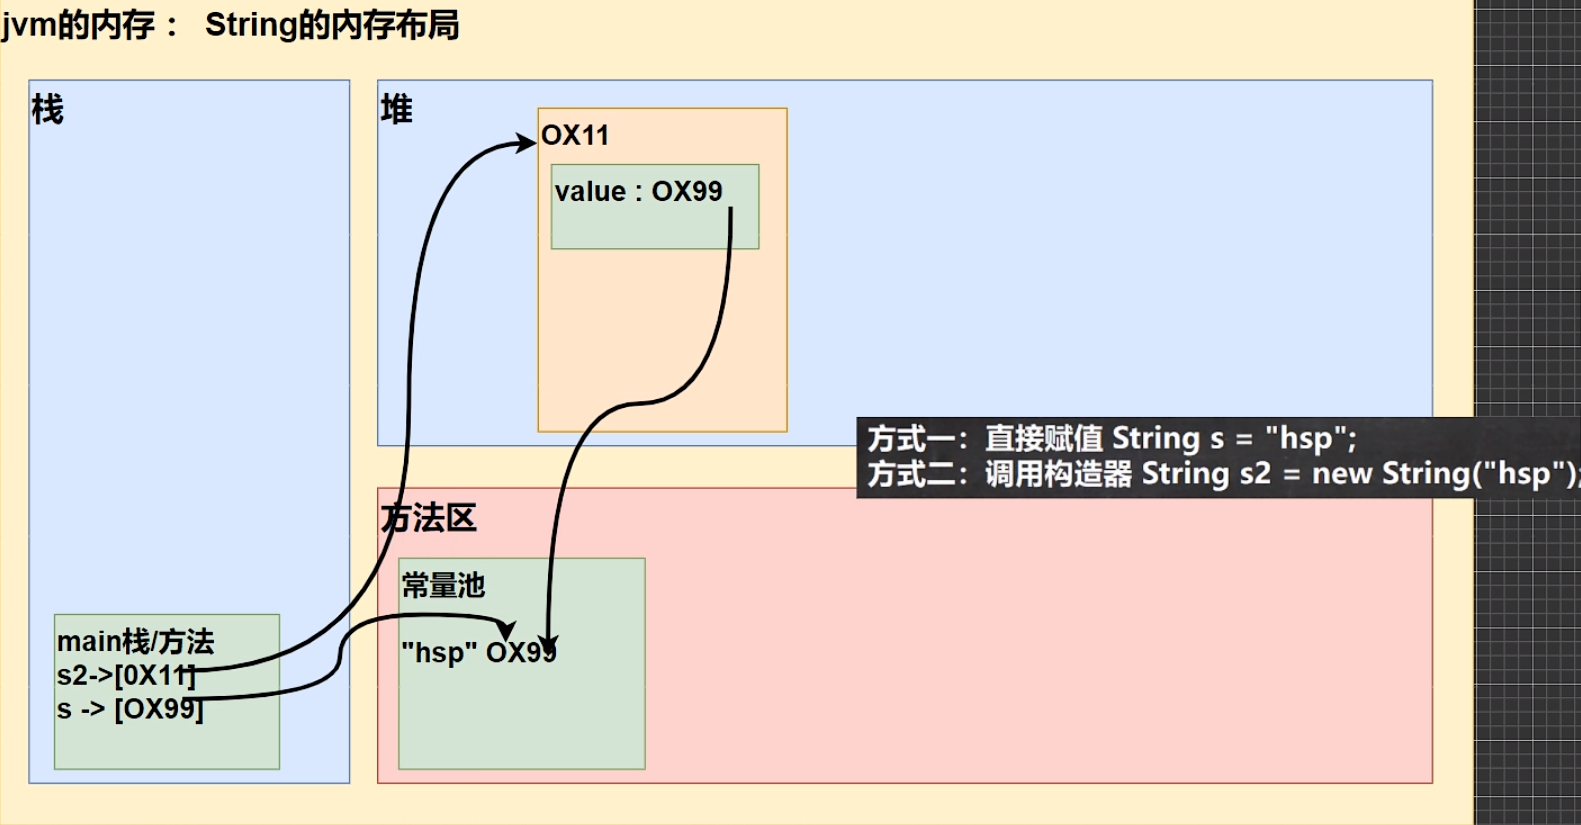 jvm的内存： String的内存布局
栈
堆
OX11
value : OX99
方式一：直接赋值 String s = "hsp";
方式二：调用构造器 String s2 = new String("hsp");
方法区
常量池
"hsp" OX99
main栈/方法
s2->[0X11]
s -> [OX99]